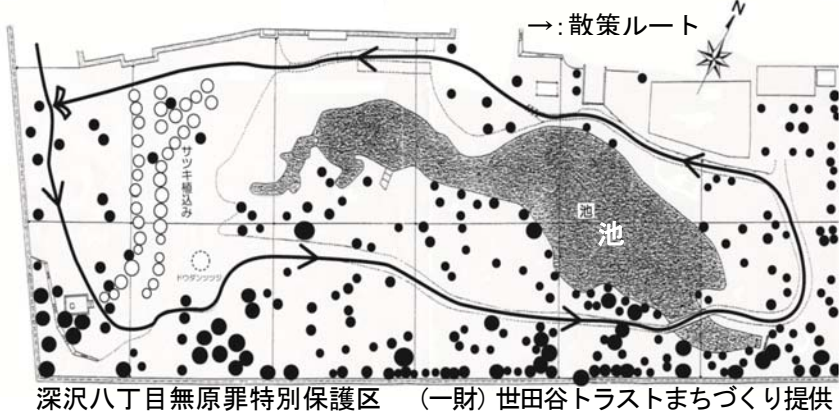 →:散策ルート
N
サツキ植込み
池
池
ドウダンツツジ
G
深沢八丁目無原罪特別保護区 (一財)世田谷トラストまちづくり提供